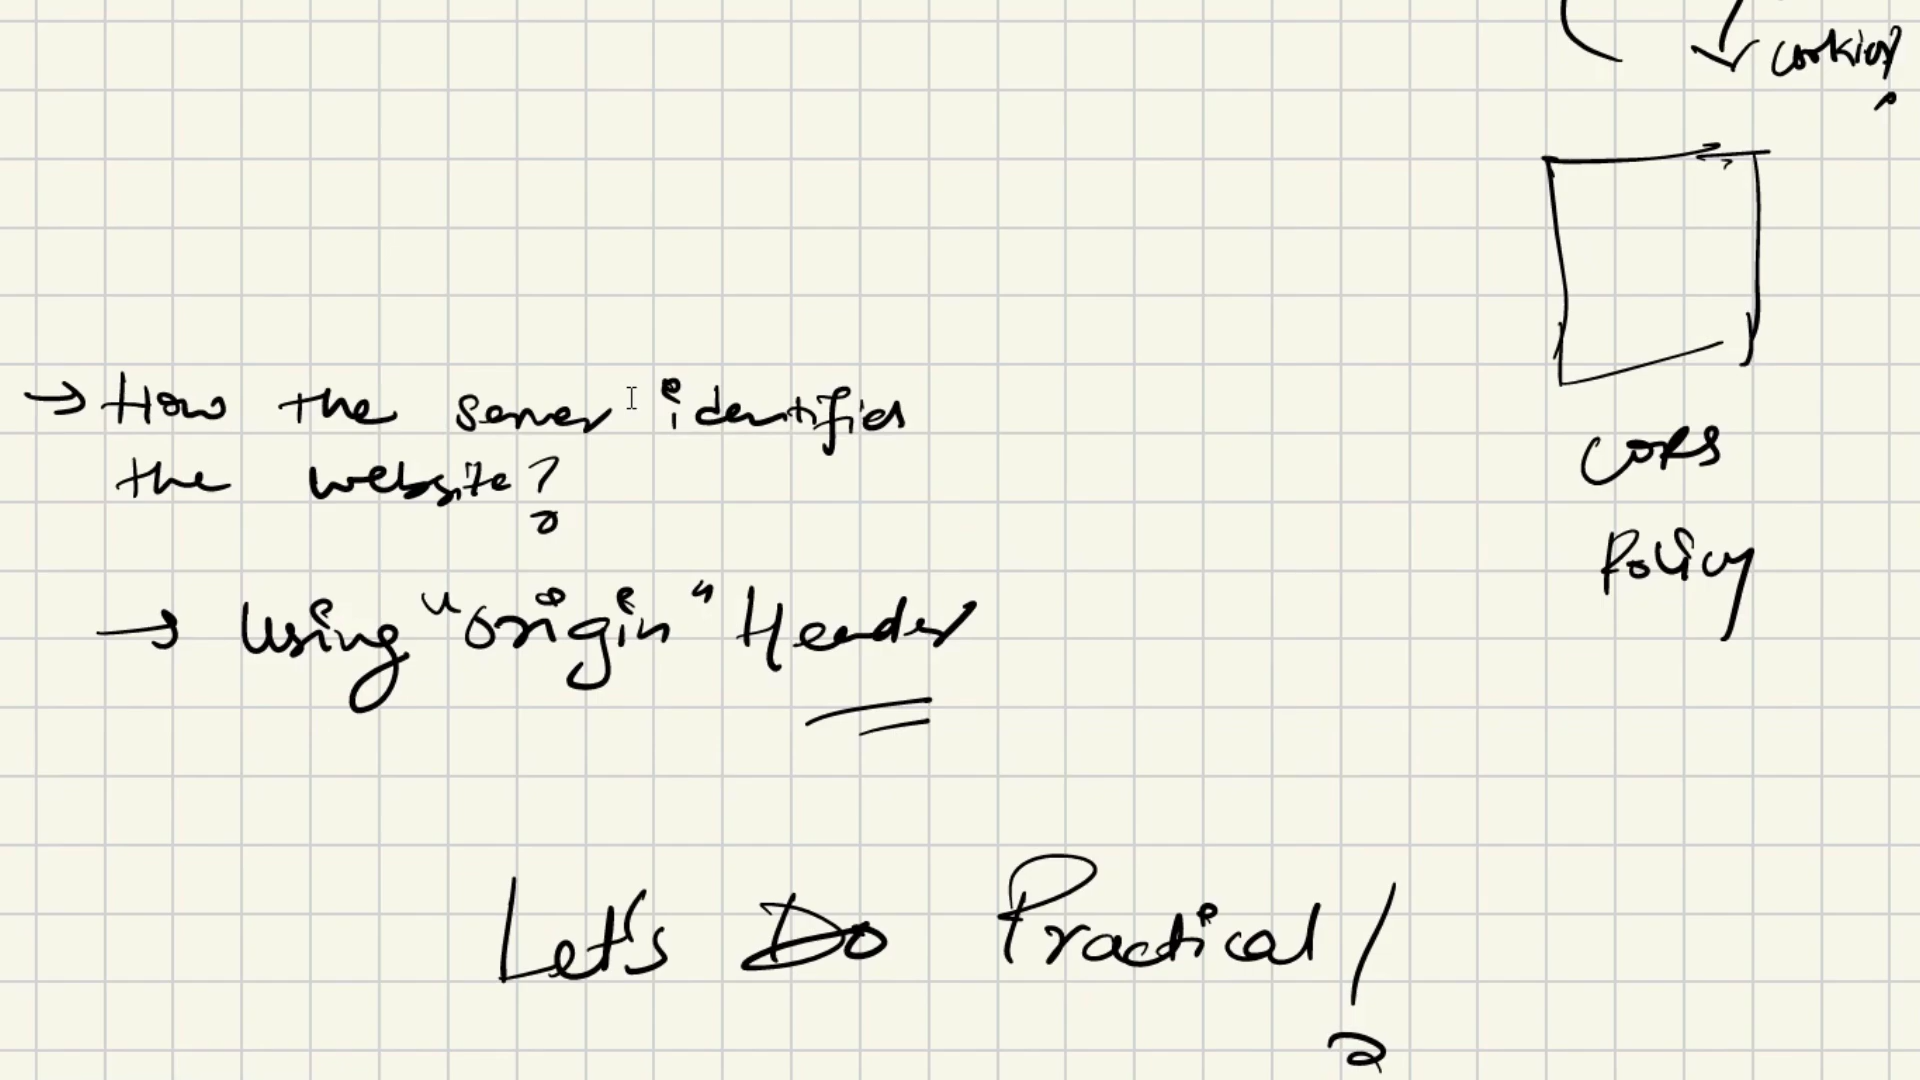 cookies
→ How the server identifies
the website?
→ Using "origin" Header
CORS
Policy
Let's Do Practical!